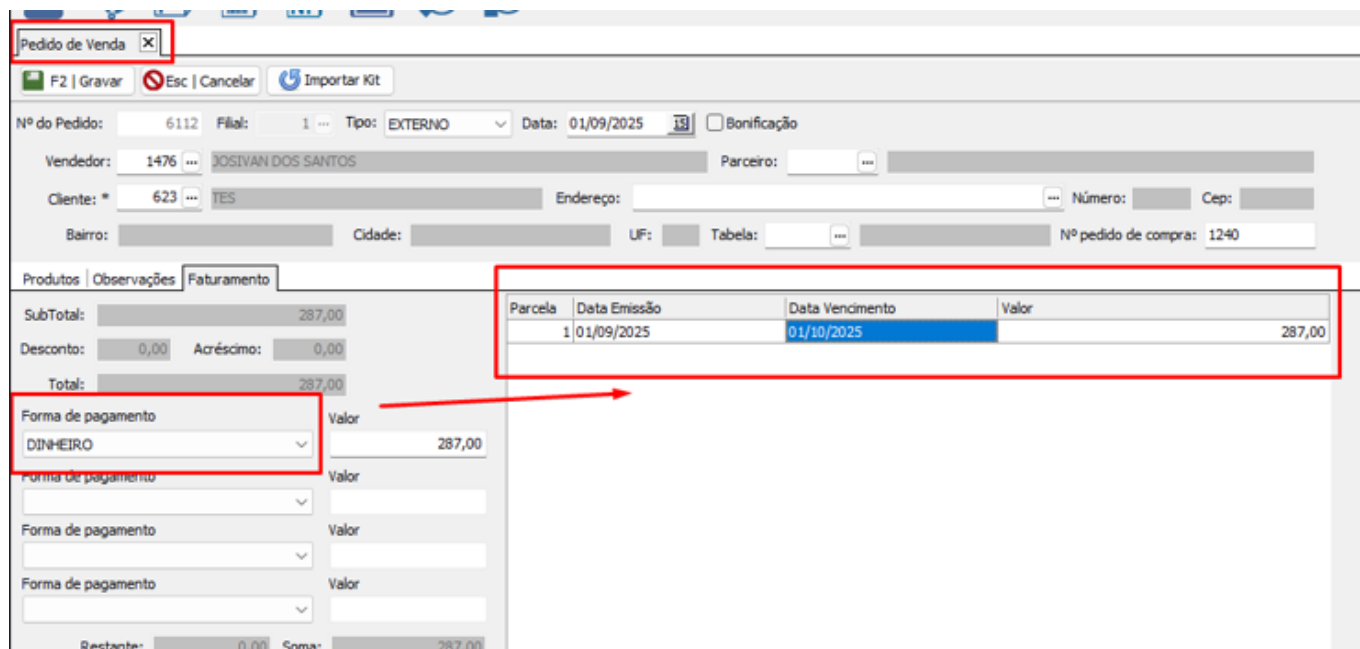 Pedido de Venda
F2 | Gravar Esc | Cancelar Importar Kit
Nº do Pedido: 6112 Filial: 1 ... Tipo: EXTERNO Data: 01/09/2025 15 Bonificação
Vendedor: 1476 ... JOSIVAN DOS SANTOS Parceiro: ...
Cliente: * 623 ... TES Endereço: ... Número: Cep:
Bairro: Cidade: UF: Tabela: ... Nº pedido de compra: 1240
Produtos | Observações Faturamento
SubTotal: 287,00
Desconto: 0,00 Acréscimo: 0,00
Total: 287,00
Forma de pagamento Valor
DINHEIRO 287,00
Forma de pagamento Valor
Forma de pagamento Valor
Forma de pagamento Valor
Restante: 0,00 Soma: 287,00
Parcela Data Emissão Data Vencimento Valor
1 01/09/2025 01/10/2025 287,00